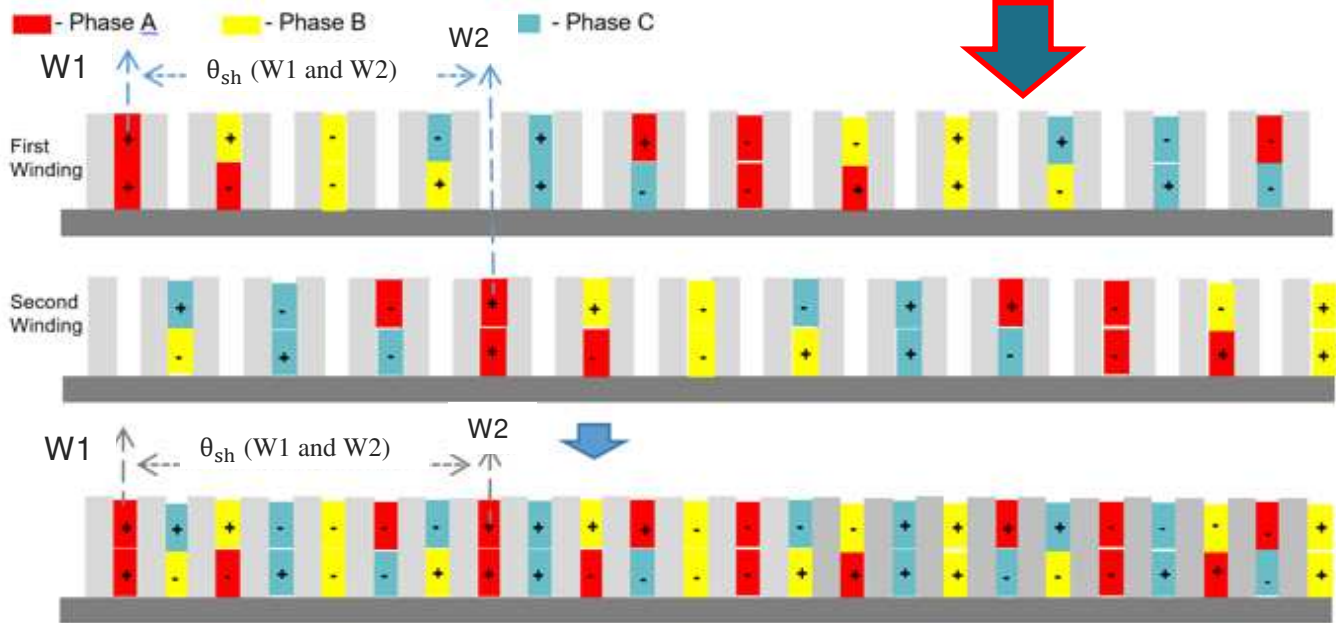 - Phase A - Phase B - Phase C
W1 θsh (W1 and W2) W2
First
Winding
+ + - - + + - - + + - -
+ - - + + - - + + - + -
Second
Winding
+ - - + + - - + + - - +
- + - + - - + + - - + +
W1 θsh (W1 and W2) W2
+ + + - - - - + + + + - - - - + + + + - - - - +
+ - - + - - + + + - - - - + + + + - - - + + - +